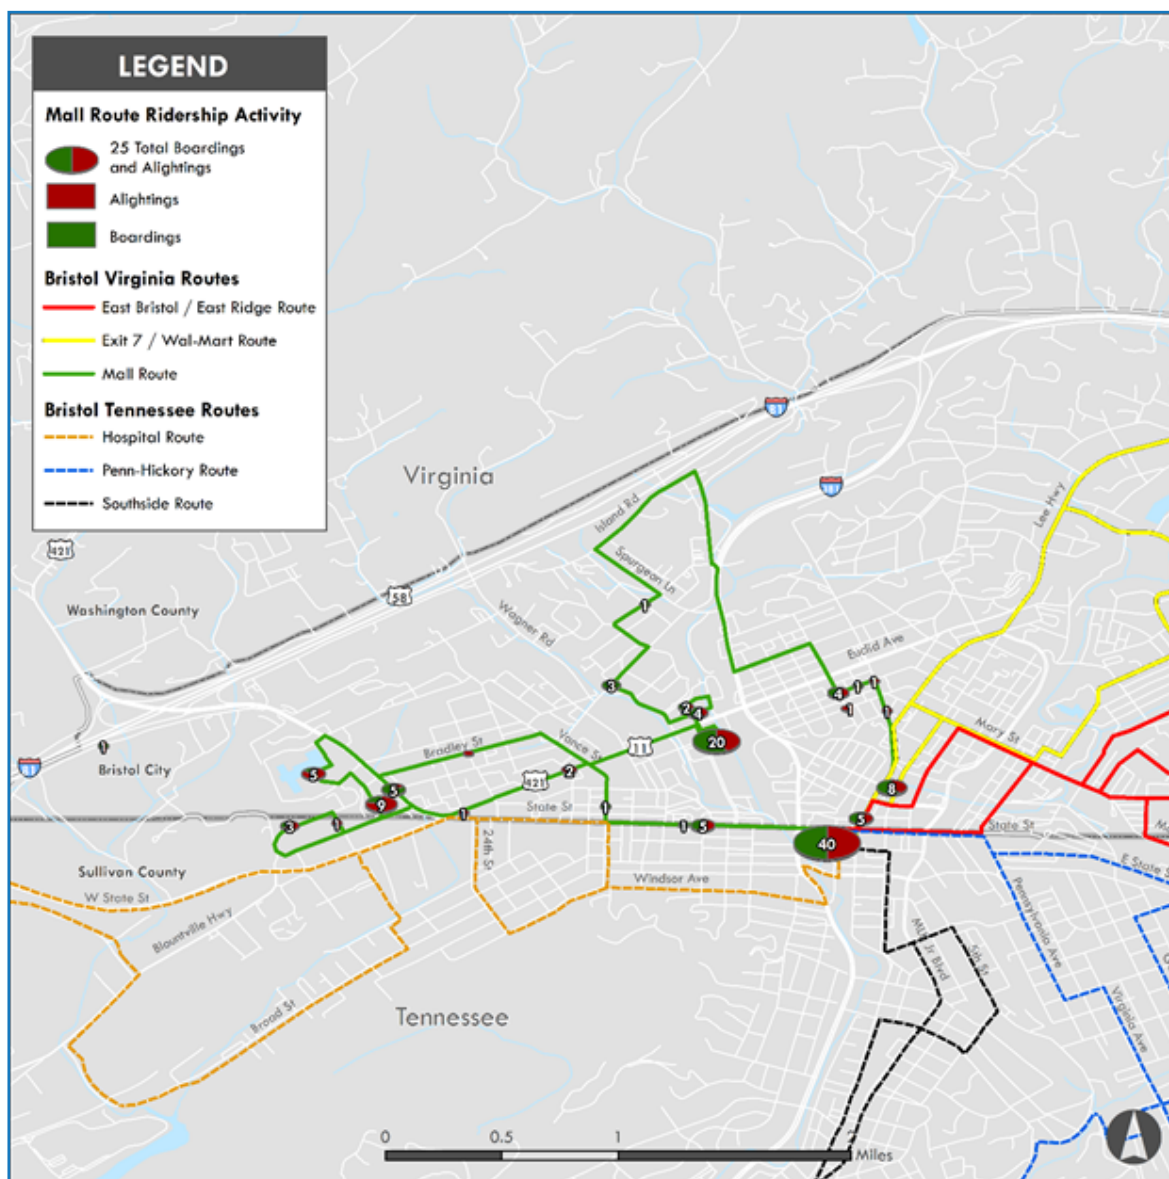 LEGEND
Mall Route Ridership Activity
25 Total Boardings
and Alightings
Alightings
Boardings
Bristol Virginia Routes
East Bristol / East Ridge Route
Exit 7 / Wal-Mart Route
Mall Route
Bristol Tennessee Routes
Hospital Route
Penn-Hickory Route
Southside Route
81
Virginia
381
Lee Hwy
Island Rd
421
Spurgeon Ln
58
1
Washington County
Wagner Rd
Euclid Ave
3
4
1
1
2
4
1
1
Mary St
20
1
Bradley St
Vance St
11
Bristol City
5
2
421
5
8
9
State St
1
1
5
3
1
1
5
State St
40
E State S
Sullivan County
24th St
W State St
Windsor Ave
Blountville Hwy
Pennsylvania Ave
MLK Jr Blvd
5th St
Broad St
Tennessee
Virginia Ave
0
0.5
1
2
Miles